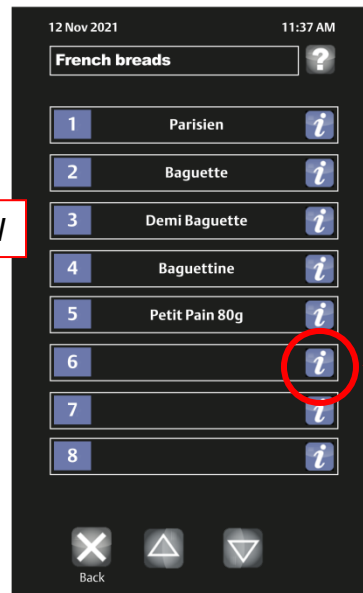 12 Nov 2021 11:37 AM
French breads ?
1 Parisien i
2 Baguette i
3 Demi Baguette i
4 Baguettine i
5 Petit Pain 80g i
6 i
7 i
8 i
Back